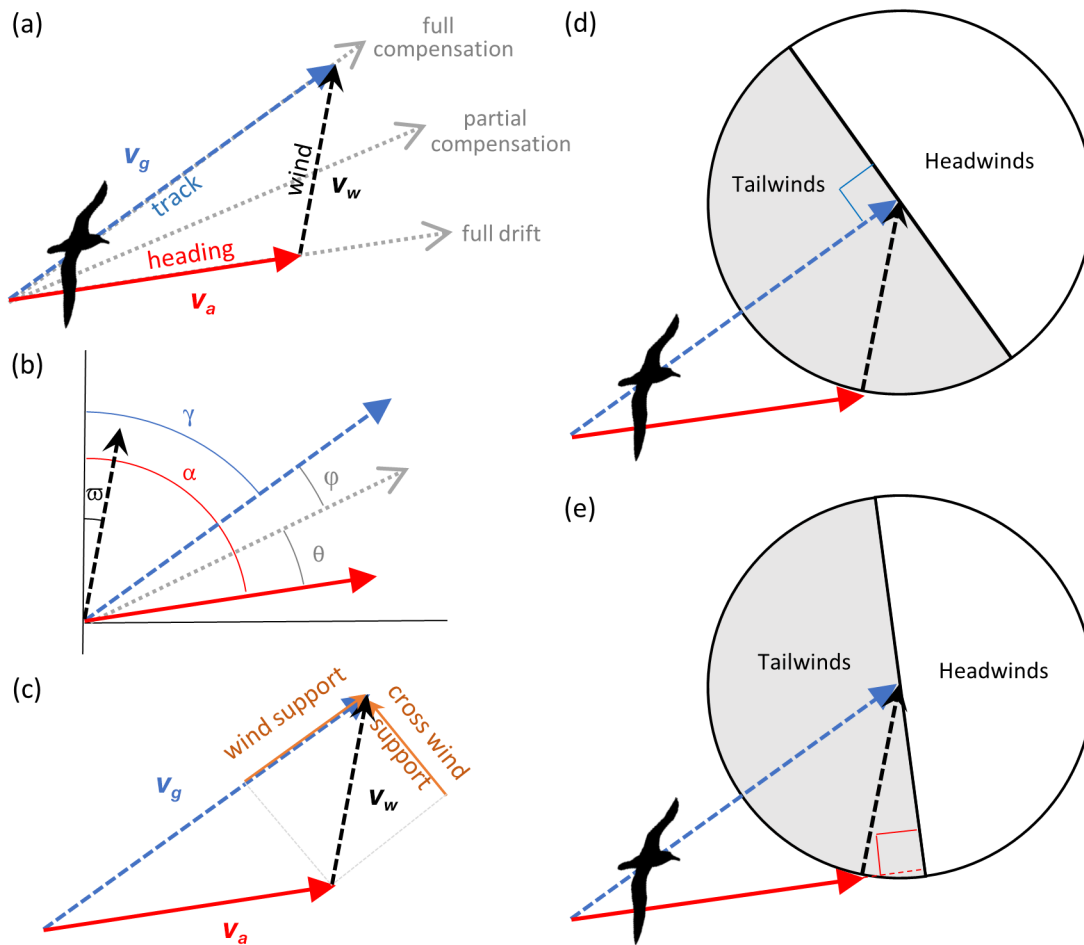 (a)
full
compensation
partial
compensation
full drift
v_g
track
wind
v_w
heading
v_a
(b)
γ
α
ϖ
φ
θ
(c)
wind support
cross wind
support
v_g
v_w
v_a
(d)
Tailwinds
Headwinds
(e)
Tailwinds
Headwinds